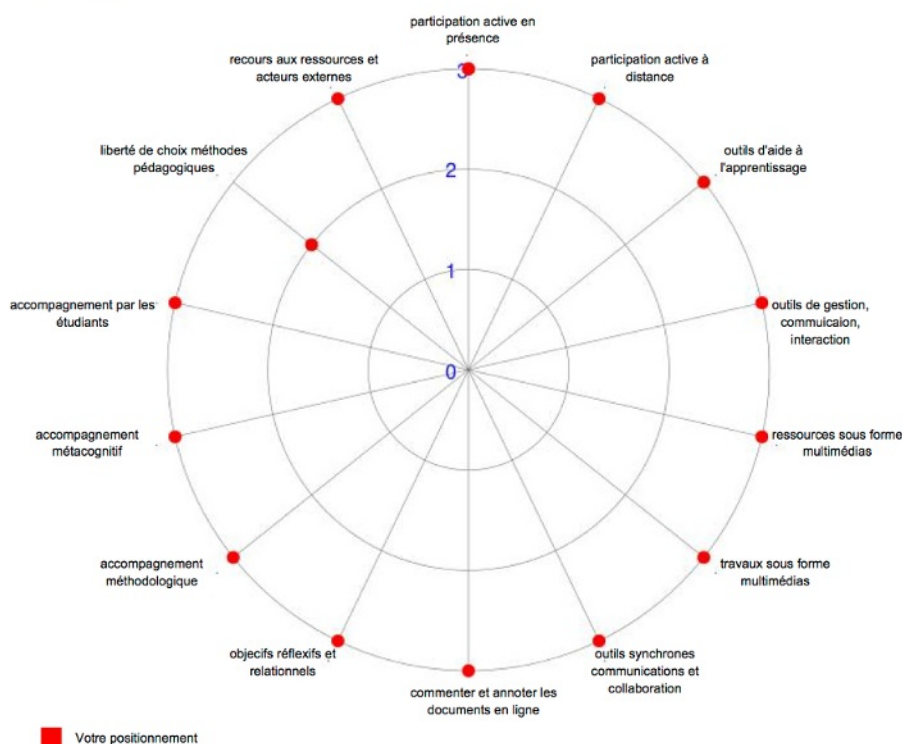 participation active en
présence
recours aux ressources et
acteurs externes
participation active à
distance
liberté de choix méthodes
pédagogiques
outils d'aide à
l'apprentissage
accompagnement par les
étudiants
outils de gestion,
commuicaion,
interaction
accompagnement
métacognitif
ressources sous forme
multimédias
accompagnement
méthodologique
travaux sous forme
multimédias
objecifs réflexifs et
relationnels
outils synchrones
communications et
collaboration
commenter et annoter les
documents en ligne
3
2
1
0
Votre positionnement